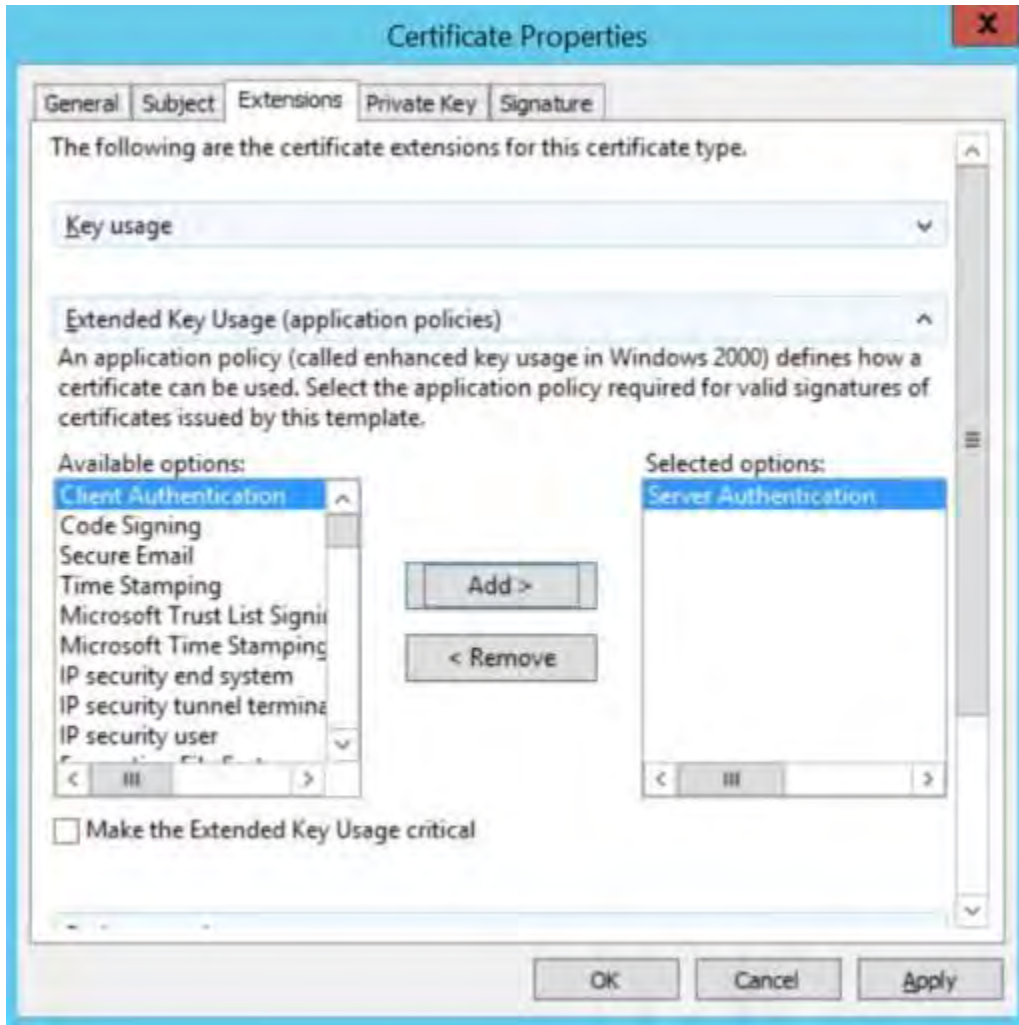 Certificate Properties
X
General Subject Extensions Private Key Signature
The following are the certificate extensions for this certificate type.
Key usage
Extended Key Usage (application policies)
An application policy (called enhanced key usage in Windows 2000) defines how a
certificate can be used. Select the application policy required for valid signatures of
certificates issued by this template.
Available options:
Selected options:
Client Authentication
Server Authentication
Code Signing
Secure Email
Time Stamping
Microsoft Trust List Signi
Microsoft Time Stamping
IP security end system
IP security tunnel termina
IP security user
Add >
< Remove
Make the Extended Key Usage critical
OK Cancel Apply